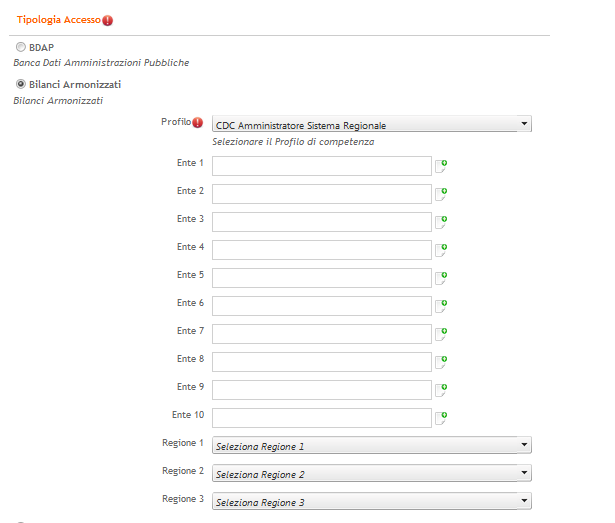 Tipologia Accesso
BDAP
Banca Dati Amministrazioni Pubbliche
Bilanci Armonizzati
Bilanci Armonizzati
Profilo CDC Amministratore Sistema Regionale
Selezionare il Profilo di competenza
Ente 1
Ente 2
Ente 3
Ente 4
Ente 5
Ente 6
Ente 7
Ente 8
Ente 9
Ente 10
Regione 1 Seleziona Regione 1
Regione 2 Seleziona Regione 2
Regione 3 Seleziona Regione 3